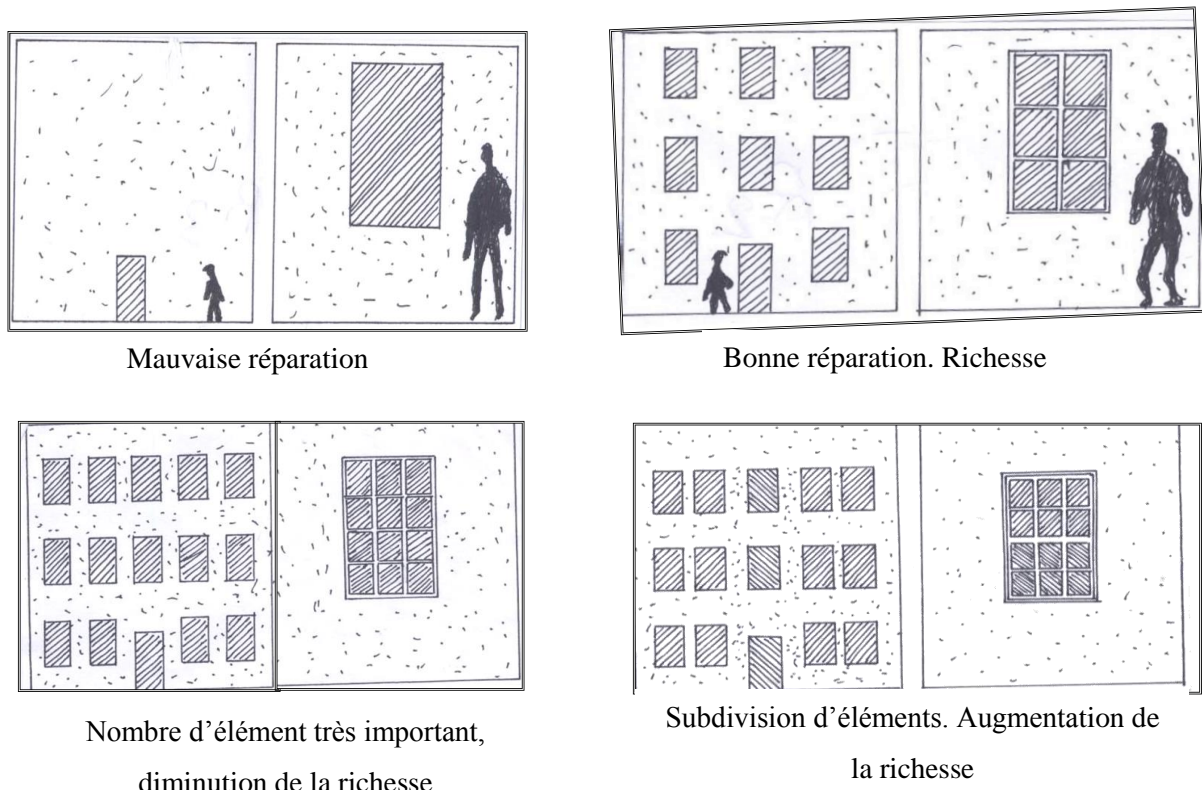 Mauvaise réparation
Bonne réparation. Richesse
Nombre d’élément très important,
diminution de la richesse
Subdivision d’éléments. Augmentation de
la richesse